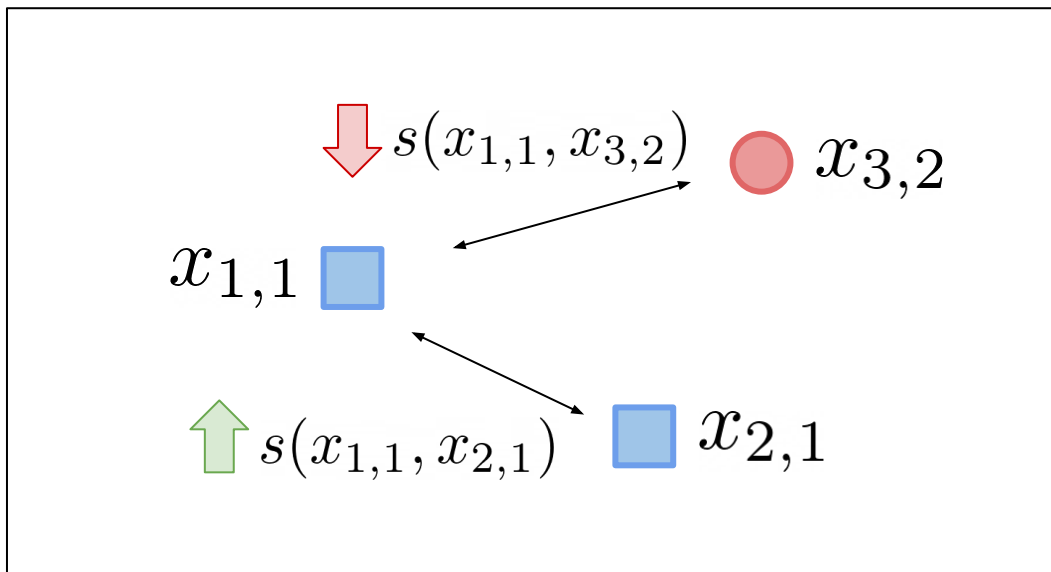 s(x_{1,1}, x_{3,2})
x_{3,2}
x_{1,1}
s(x_{1,1}, x_{2,1})
x_{2,1}